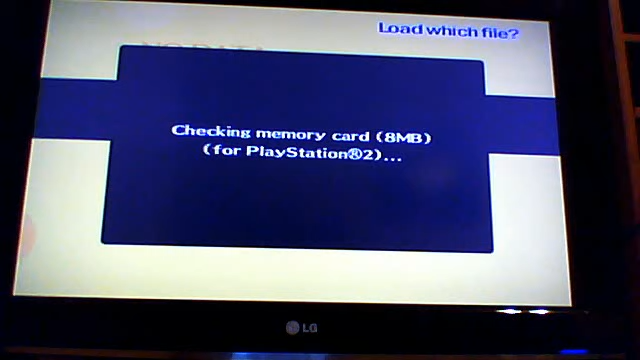 Load which file?
Checking memory card (8MB)
(for PlayStation®2)...
LG